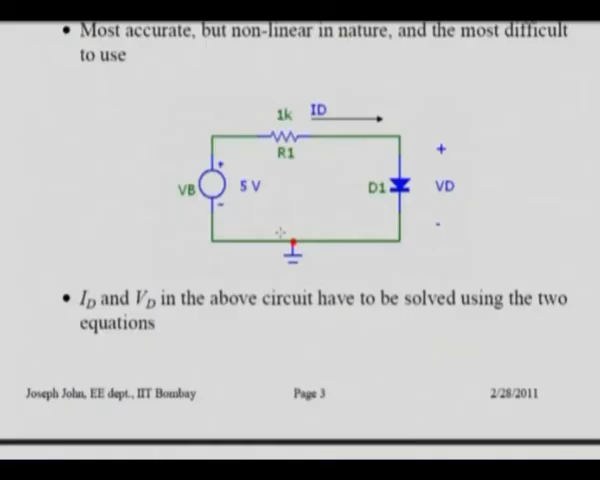 • Most accurate, but non-linear in nature, and the most difficult
to use
1k ID
R1
+
VB
+
5 V
-
D1
VD
-
• ID and VD in the above circuit have to be solved using the two
equations
Joseph John, EE dept., IIT Bombay Page 3 2/28/2011